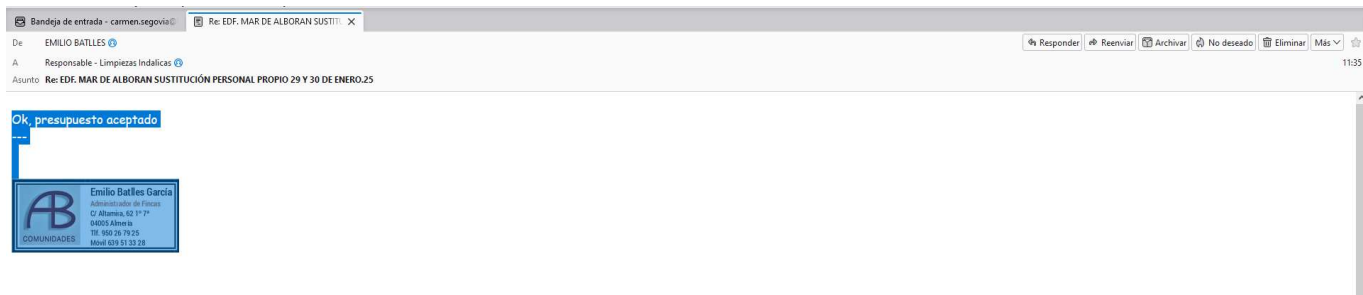 Bandeja de entrada - carmen.segovia
Re: EDF. MAR DE ALBORAN SUSTIT
De EMILIO BATLLES
Responder Reenviar Archivar No deseado Eliminar Más
A Responsable - Limpiezas Indalicas
11:35
Asunto Re: EDF. MAR DE ALBORAN SUSTITUCIÓN PERSONAL PROPIO 29 Y 30 DE ENERO.25
Ok, presupuesto aceptado
---
AB
COMUNIDADES
Emilio Batlles García
Administrador de Fincas
C/ Altamira, 62 1º 7ª
04005 Almería
Tlf. 950 26 79 25
Móvil 639 51 33 28